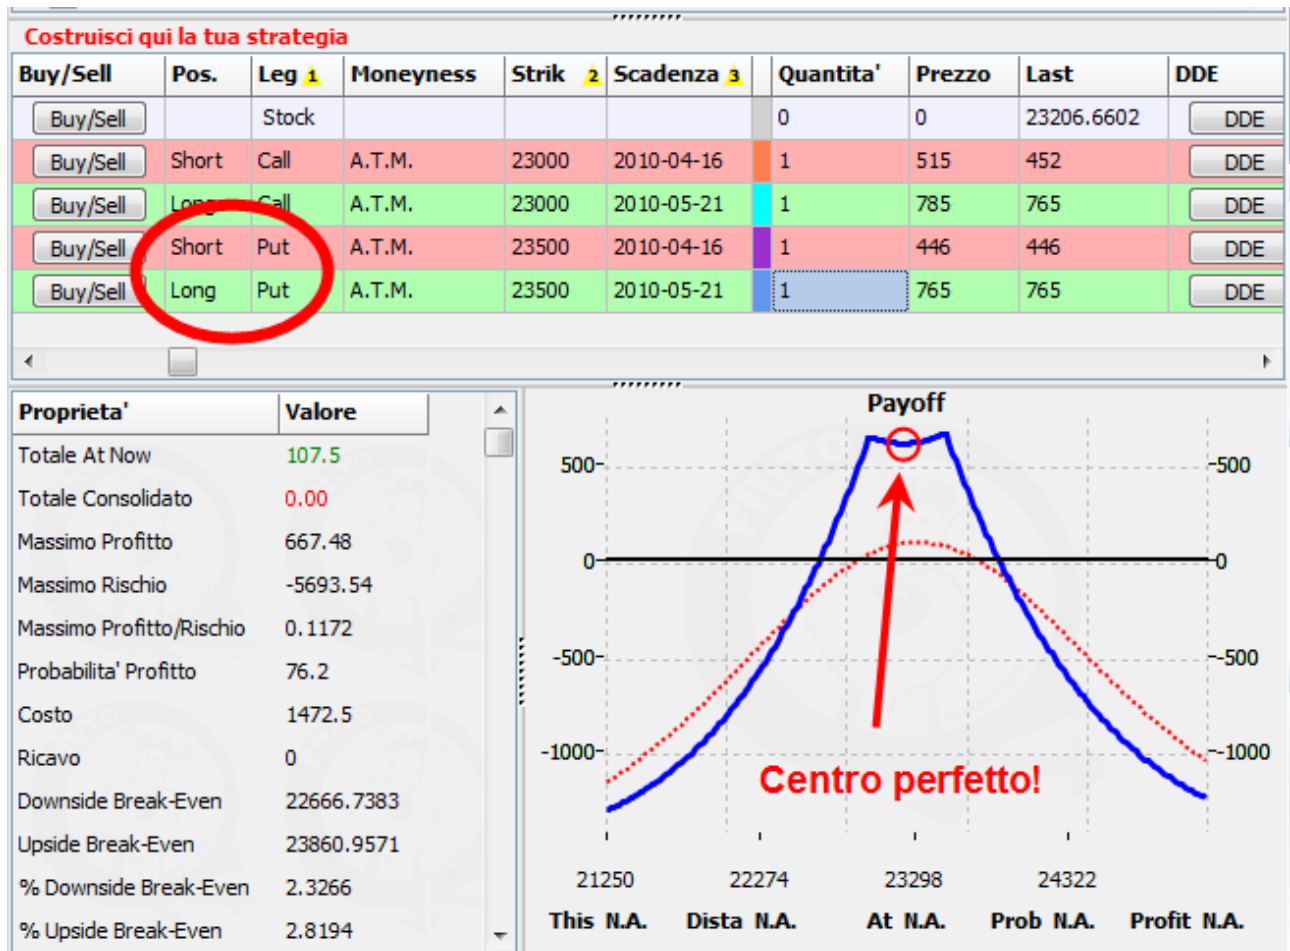 Costruisci qui la tua strategia
Buy/Sell Pos. Leg 1 Moneyness Strik 2 Scadenza 3 Quantita' Prezzo Last DDE
Buy/Sell Stock 0 0 23206.6602 DDE
Buy/Sell Short Call A.T.M. 23000 2010-04-16 1 515 452 DDE
Buy/Sell Long Call A.T.M. 23000 2010-05-21 1 785 765 DDE
Buy/Sell Short Put A.T.M. 23500 2010-04-16 1 446 446 DDE
Buy/Sell Long Put A.T.M. 23500 2010-05-21 1 765 765 DDE
Proprieta' Valore
Totale At Now 107.5
Totale Consolidato 0.00
Massimo Profitto 667.48
Massimo Rischio -5693.54
Massimo Profitto/Rischio 0.1172
Probabilita' Profitto 76.2
Costo 1472.5
Ricavo 0
Downside Break-Even 22666.7383
Upside Break-Even 23860.9571
% Downside Break-Even 2.3266
% Upside Break-Even 2.8194
Payoff
500 500
0 0
-500 -500
-1000 -1000
Centro perfetto!
21250 22274 23298 24322
This N.A. Dista N.A. At N.A. Prob N.A. Profit N.A.